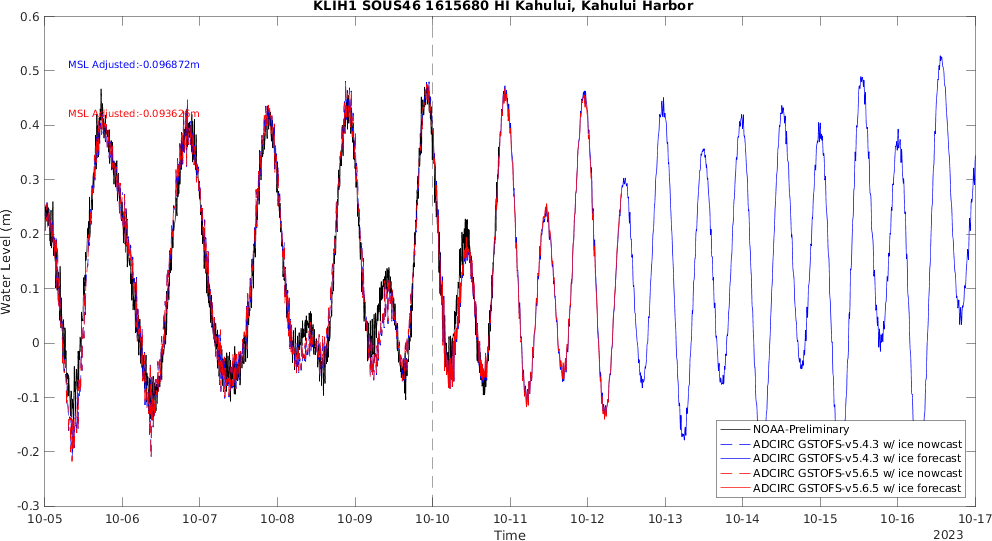 KLIH1 SOUS46 1615680 HI Kahului, Kahului Harbor
0.6
0.5
0.4
0.3
0.2
0.1
0
-0.1
-0.2
-0.3
Water Level (m)
MSL Adjusted:-0.096872m
MSL Adjusted:-0.093626m
NOAA-Preliminary
ADCIRC GSTOFS-v5.4.3 w/ ice nowcast
ADCIRC GSTOFS-v5.4.3 w/ ice forecast
ADCIRC GSTOFS-v5.6.5 w/ ice nowcast
ADCIRC GSTOFS-v5.6.5 w/ ice forecast
10-05 10-06 10-07 10-08 10-09 10-10 10-11 10-12 10-13 10-14 10-15 10-16 10-17
Time
2023